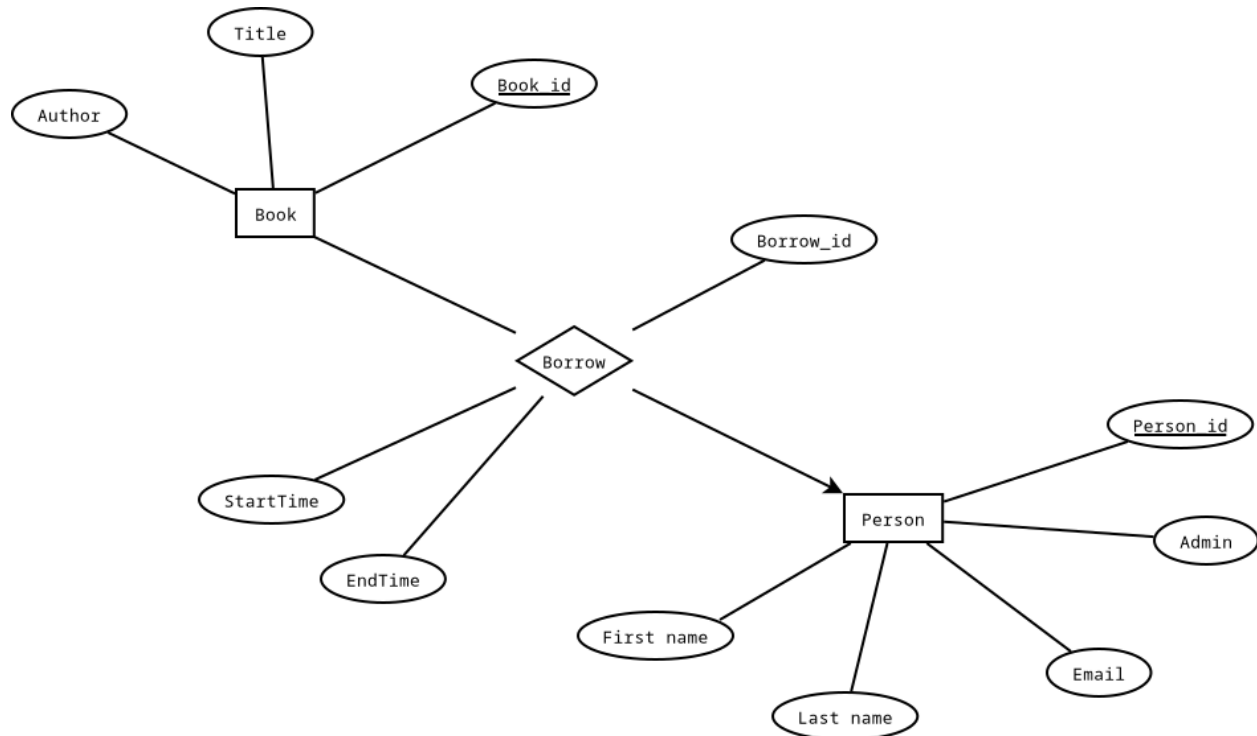 Title
Book_id
Author
Book
Borrow_id
Borrow
Person_id
StartTime
Person
Admin
EndTime
First name
Email
Last name